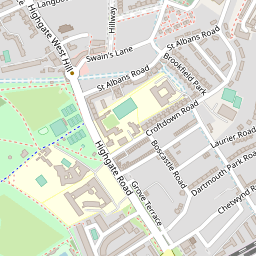 Langbo
Hillway
Highgate West Hill
Swain's Lane
St Albans Road
Brookfield Park
St Albans Road
Croftdown Road
Laurier Road
Highgate Road
Boscastle Road
Dartmouth Park Road
Grove Terrace
Chetwynd Road